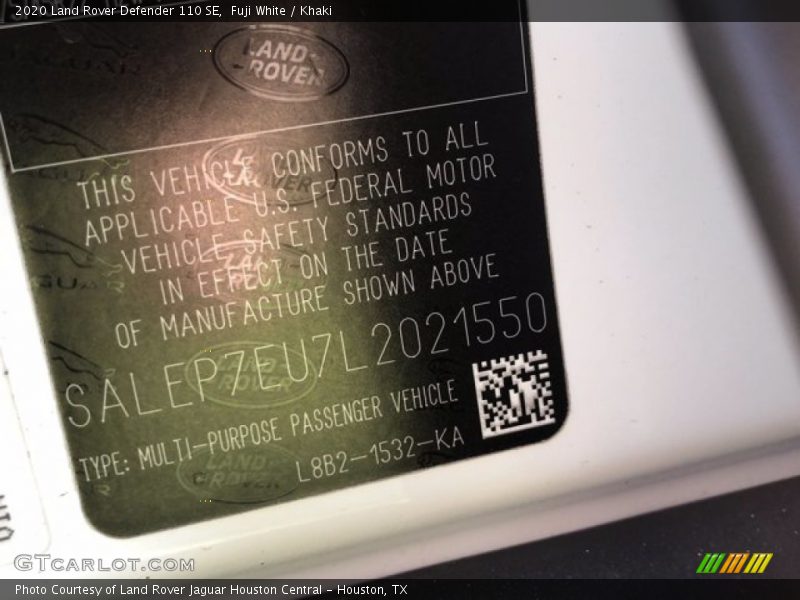 2020 Land Rover Defender 110 SE, Fuji White / Khaki
LAND-
-ROVER
THIS VEHICLE CONFORMS TO ALL
APPLICABLE U.S. FEDERAL MOTOR
VEHICLE SAFETY STANDARDS
IN EFFECT ON THE DATE
OF MANUFACTURE SHOWN ABOVE
SALEP7EU7L2021550
TYPE: MULTI-PURPOSE PASSENGER VEHICLE
L8B2-1532-KA
LAND-
ROVER
GTCARLOT.COM
Photo Courtesy of Land Rover Jaguar Houston Central - Houston, TX